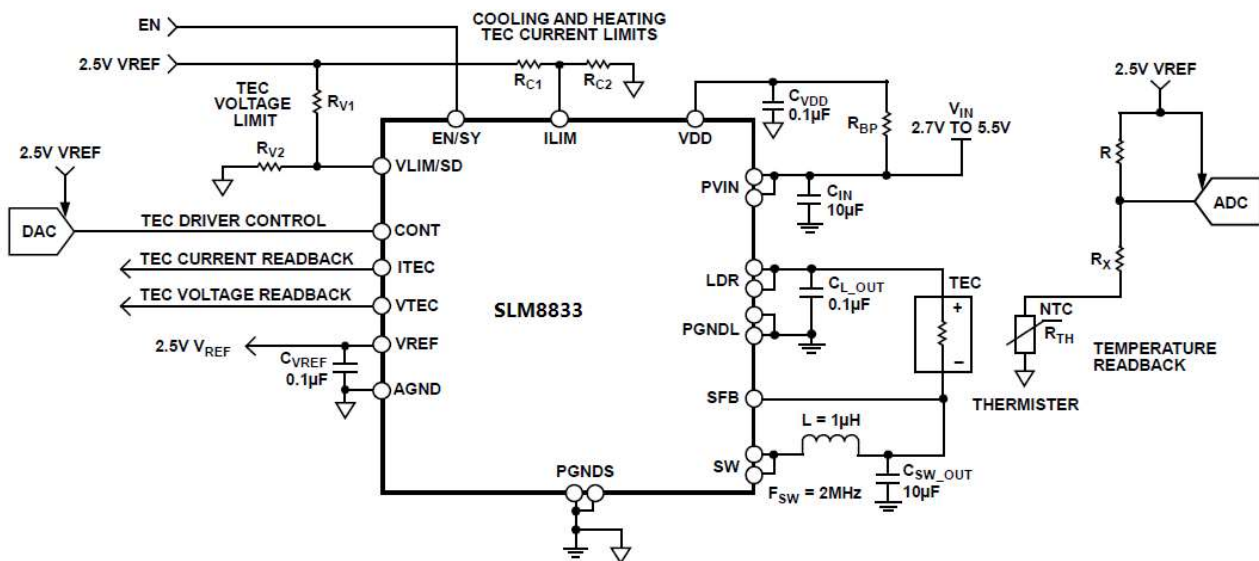 EN
2.5V VREF
COOLING AND HEATING
TEC CURRENT LIMITS
RC1
RC2
TEC
VOLTAGE
LIMIT
RV1
RV2
EN/SY
ILIM
VDD
CVDD
0.1µF
RBP
VIN
2.7V TO 5.5V
2.5V VREF
R
ADC
RX
NTC
RTH
TEMPERATURE
READBACK
THERMISTER
2.5V VREF
DAC
VLIM/SD
TEC DRIVER CONTROL
CONT
TEC CURRENT READBACK
ITEC
TEC VOLTAGE READBACK
VTEC
2.5V VREF
VREF
CVREF
0.1µF
AGND
SLM8833
PVIN
CIN
10µF
LDR
CL_OUT
0.1µF
TEC
+
−
PGNDL
SFB
L = 1µH
SW
FSW = 2MHz
CSW_OUT
10µF
PGNDS